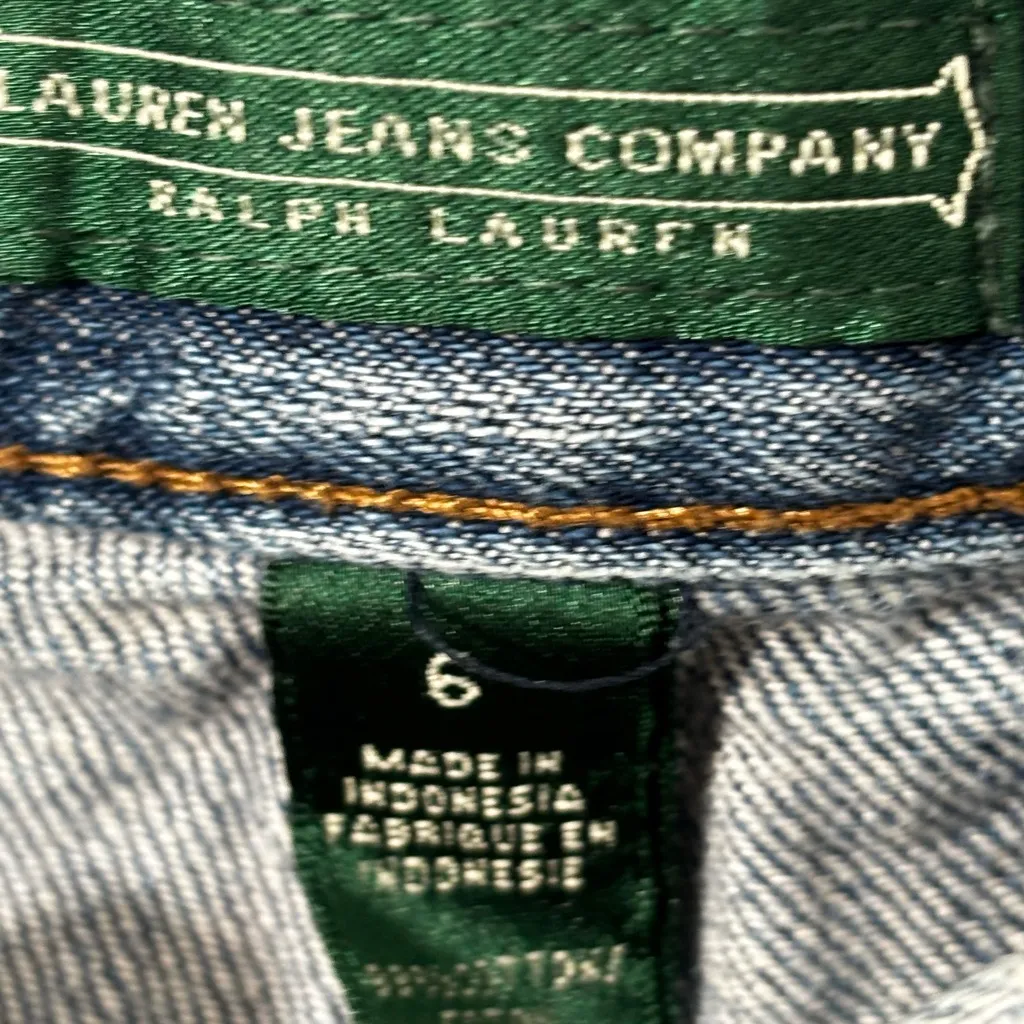 LAUREN JEANS COMPANY
RALPH LAUREN
6
MADE IN
INDONESIA
FABRIQUE EN
INDONESIE